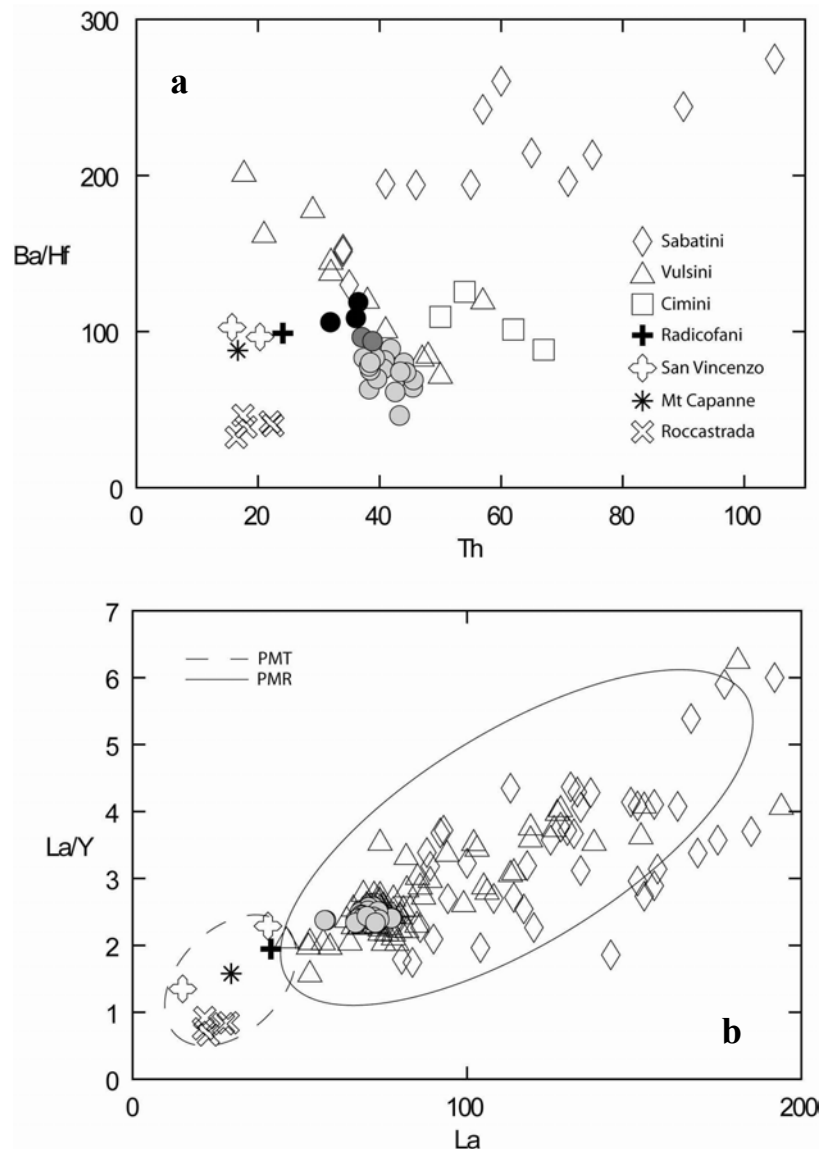 300
a
200
Ba/Hf
100
0
Sabatini
Vulsini
Cimini
Radicofani
San Vincenzo
Mt Capanne
Roccastrada
0 20 40 60 80 100
Th
7
6
5
4
La/Y
3
2
1
0
PMT
PMR
b
0 100 200
La